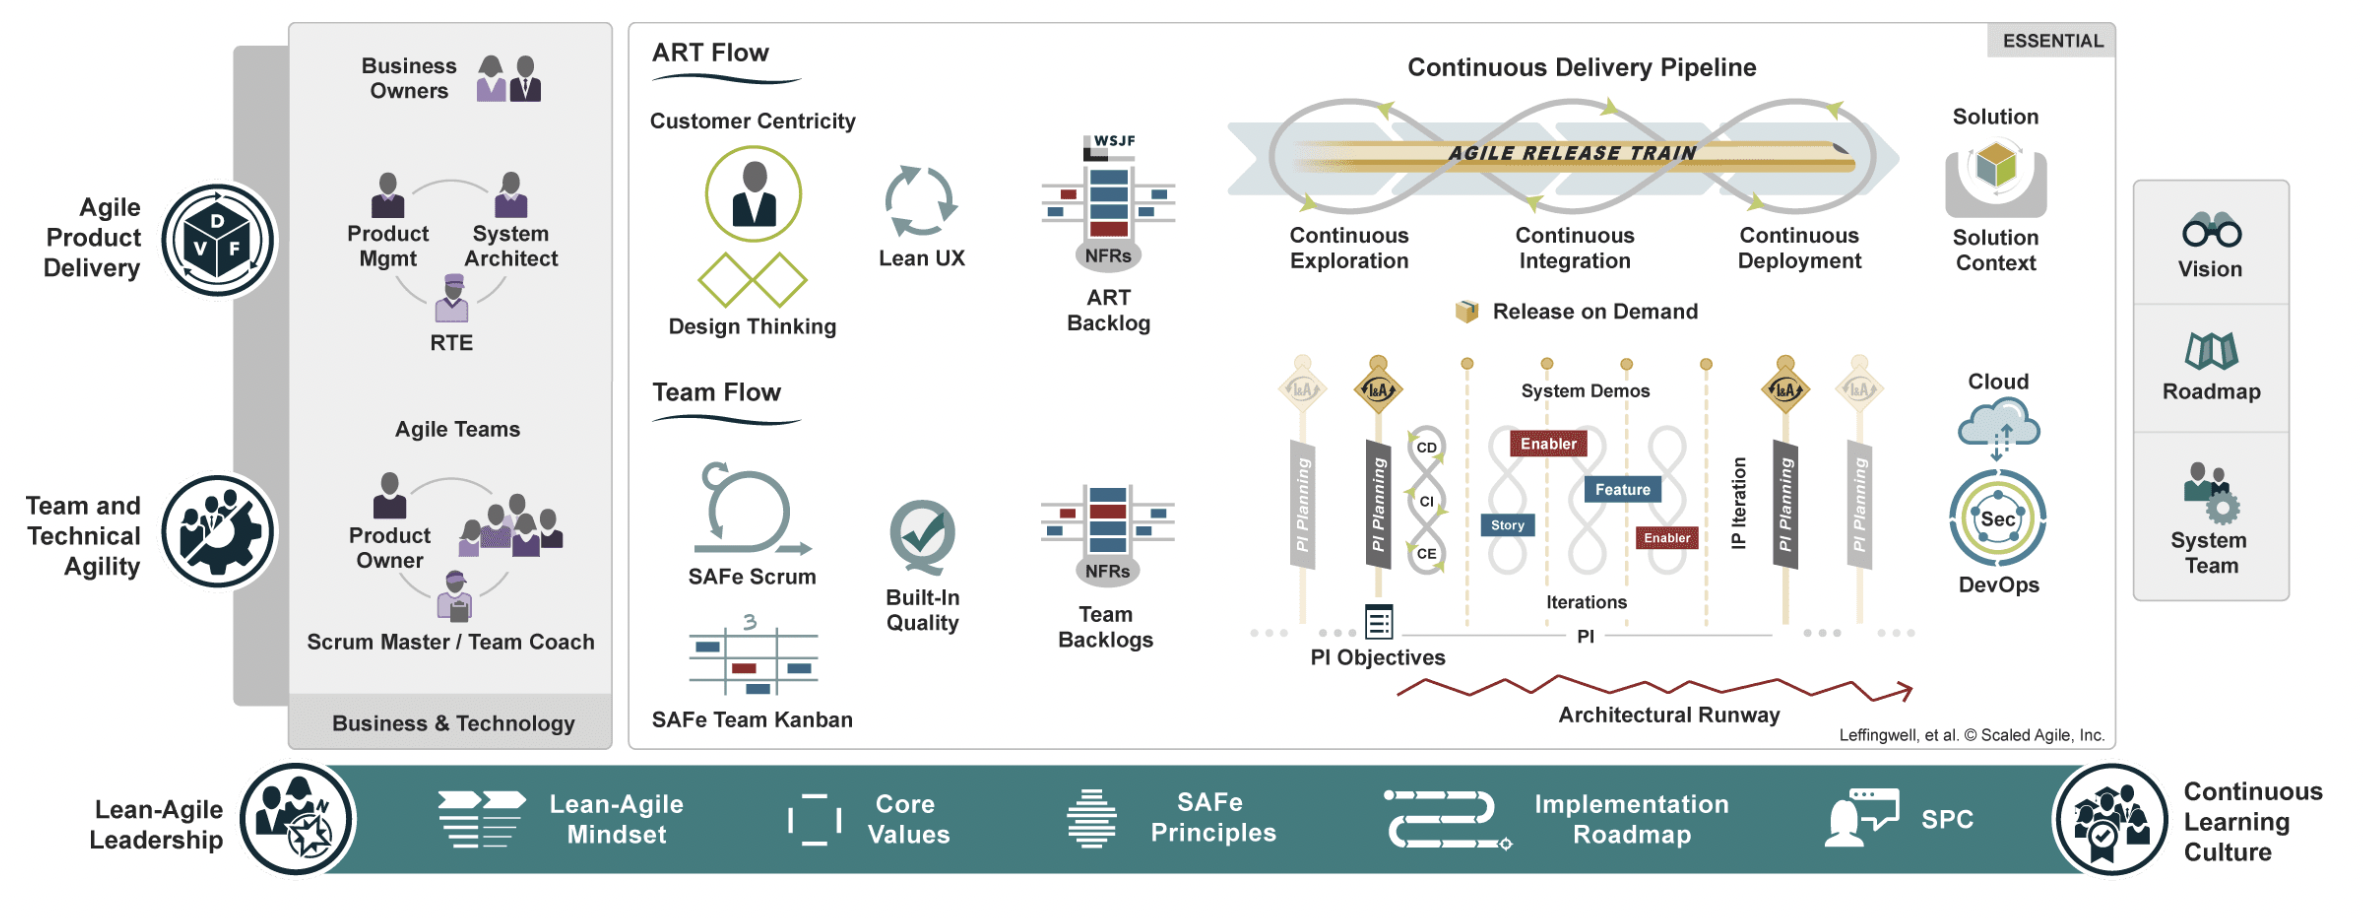 Agile
Product
Delivery
D
V F
Team and
Technical
Agility
Business
Owners
Product
Mgmt
System
Architect
RTE
Agile Teams
Product
Owner
Scrum Master / Team Coach
Business & Technology
ESSENTIAL
ART Flow
Customer Centricity
Design Thinking
Lean UX
WSJF
NFRs
ART
Backlog
Team Flow
SAFe Scrum
3
SAFe Team Kanban
Built-In
Quality
NFRs
Team
Backlogs
Continuous Delivery Pipeline
AGILE RELEASE TRAIN
Continuous
Exploration
Continuous
Integration
Continuous
Deployment
Release on Demand
Solution
Solution
Context
I&A
I&A
I&A
I&A
System Demos
PI Planning
PI Planning
CD
CI
CE
Enabler
Feature
Story
Enabler
IP Iteration
PI Planning
PI Planning
Iterations
PI
PI Objectives
Architectural Runway
Cloud
Sec
DevOps
Leffingwell, et al. © Scaled Agile, Inc.
Vision
Roadmap
System
Team
Lean-Agile
Leadership
N
Lean-Agile
Mindset
Core
Values
SAFe
Principles
Implementation
Roadmap
SPC
Continuous
Learning
Culture